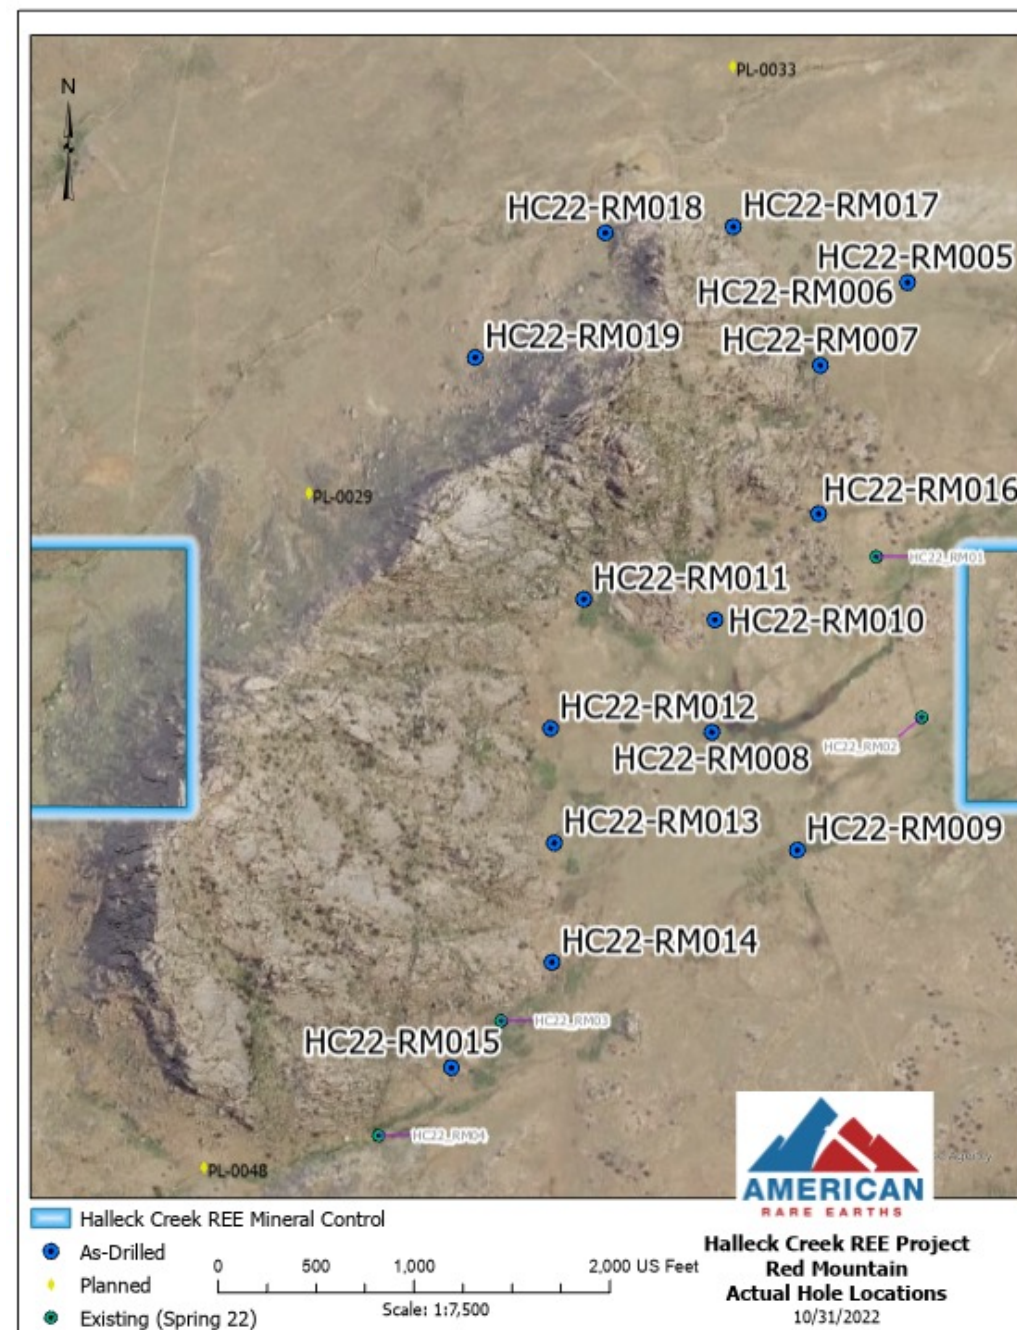 PL-0033
N
HC22-RM018
HC22-RM017
HC22-RM005
HC22-RM006
HC22-RM019
HC22-RM007
PL-0029
HC22-RM016
HC22_RM01
HC22-RM011
HC22-RM010
HC22-RM012
HC22-RM008
HC22_RM02
HC22-RM013
HC22-RM009
HC22-RM014
HC22_RM03
HC22-RM015
HC22_RM04
PL-0048
AMERICAN
RARE EARTHS
Halleck Creek REE Mineral Control
As-Drilled
Planned
Existing (Spring 22)
0 500 1,000 2,000 US Feet
Scale: 1:7,500
Halleck Creek REE Project
Red Mountain
Actual Hole Locations
10/31/2022